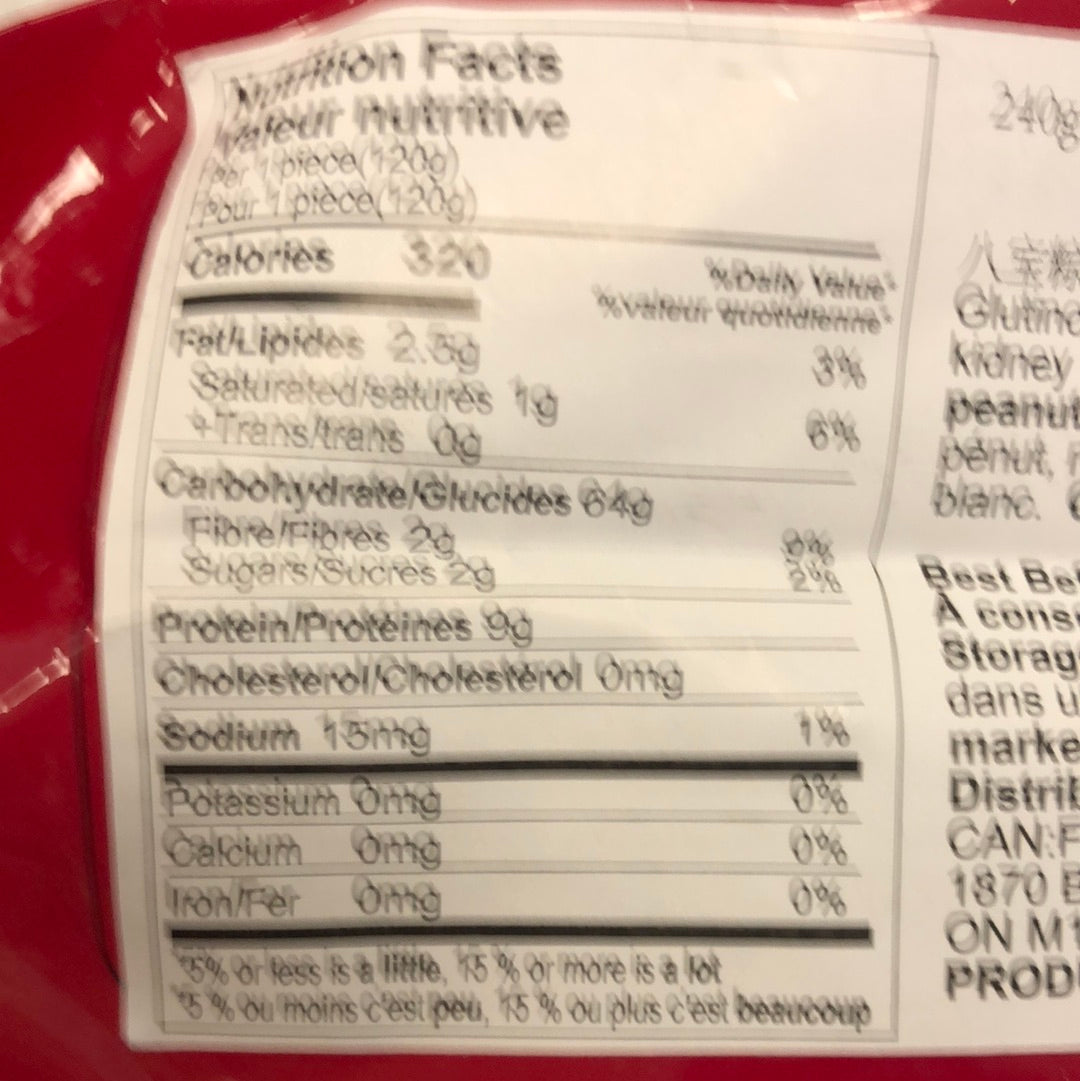 Nutrition Facts
Valeur nutritive
Per 1 piece(120g)
Pour 1 pièce(120g)
Calories 320
% Daily Value*
% valeur quotidienne*
Fat/Lipides 2.5g 3%
Saturated/saturés 1g
+Trans/trans 0g 6%
Carbohydrate/Glucides 64g
Fibre/Fibres 2g
Sugars/Sucres 2g 2%
Protein/Protéines 9g
Cholesterol/Cholestérol 0mg
Sodium 15mg 1%
Potassium 0mg 0%
Calcium 0mg 0%
Iron/Fer 0mg 0%
*5% or less is a little, 15 % or more is a lot
*5 % ou moins c'est peu, 15 % ou plus c'est beaucoup
240g
八宝粽
Glutino
kidney
peanut
blanc.
Best Be
À conse
Storag
dans u
marke
Distrib
CAN:F
1870 E
ON M1
PROD